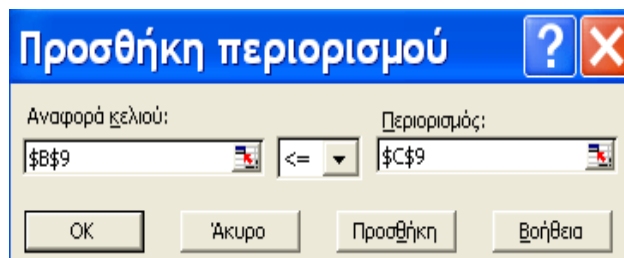 Προσθήκη περιορισμού
Αναφορά κελιού:
Περιορισμός:
$B$9
<=
$C$9
OK
Άκυρο
Προσθήκη
Βοήθεια